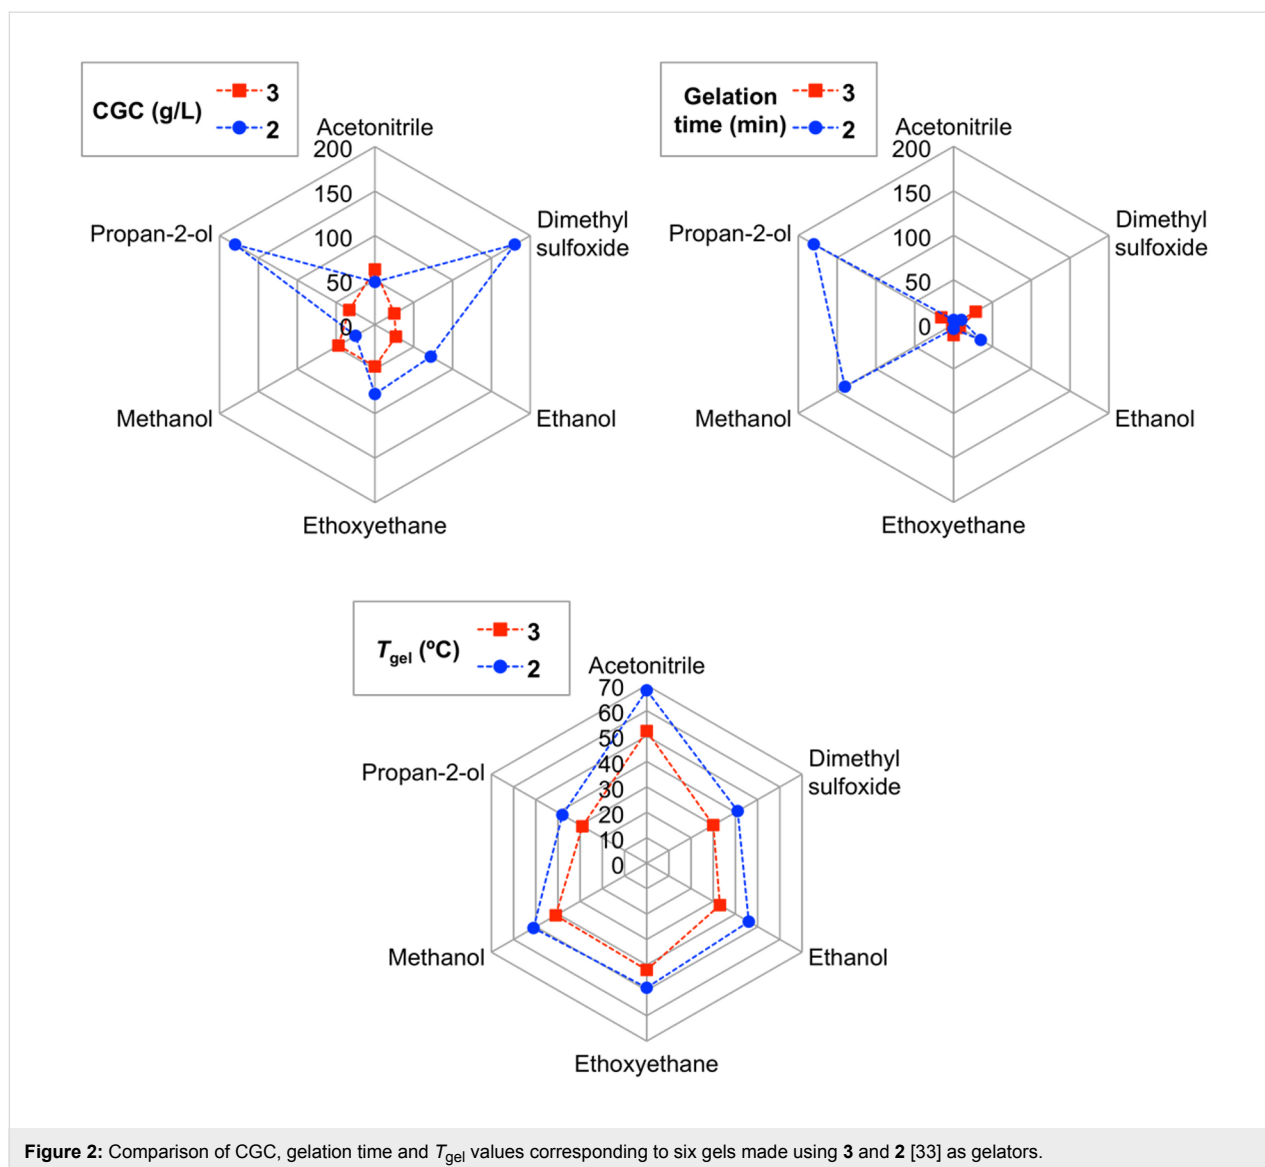 CGC (g/L)
3
2
Acetonitrile
200
150
100
50
0
Propan-2-ol
Dimethyl
sulfoxide
Methanol
Ethanol
Ethoxyethane
Gelation
time (min)
3
2
Acetonitrile
200
150
100
50
0
Propan-2-ol
Dimethyl
sulfoxide
Methanol
Ethanol
Ethoxyethane
Tgel (ºC)
3
2
Acetonitrile
70
60
50
40
30
20
10
0
Propan-2-ol
Dimethyl
sulfoxide
Methanol
Ethanol
Ethoxyethane
Figure 2: Comparison of CGC, gelation time and Tgel values corresponding to six gels made using 3 and 2 [33] as gelators.